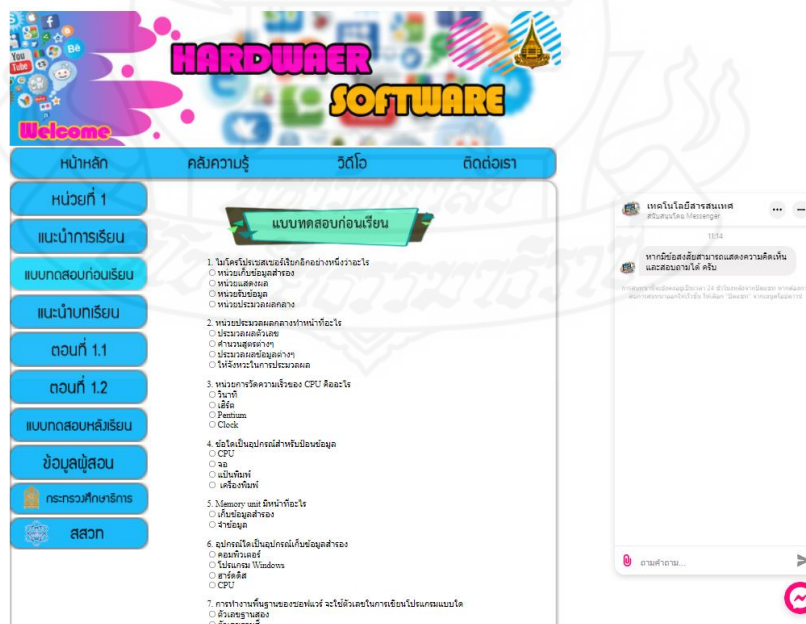 You
Tube
Bē
HARDWAER
SOFTWARE
Welcome
หน้าหลัก
คลังความรู้
วิดีโอ
ติดต่อเรา
หน่วยที่ 1
แนะนำการเรียน
แบบทดสอบก่อนเรียน
แนะนำบทเรียน
ตอนที่ 1.1
ตอนที่ 1.2
แบบทดสอบหลังเรียน
ข้อมูลผู้สอน
กระทรวงศึกษาธิการ
สสวท
แบบทดสอบก่อนเรียน
1. ไมโครโปรเซสเซอร์เรียกอีกอย่างหนึ่งว่าอะไร
หน่วยเก็บข้อมูลสำรอง
หน่วยแสดงผล
หน่วยรับข้อมูล
หน่วยประมวลผลกลาง
2. หน่วยประมวลผลกลางทำหน้าที่อะไร
ประมวลผลตัวเลข
คำนวนสูตรต่างๆ
ประมวลผลข้อมูลต่างๆ
ให้จังหวะในการประมวลผล
3. หน่วยการวัดความเร็วของ CPU คืออะไร
วินาที
เฮิร์ต
Pentium
Clock
4. ข้อใดเป็นอุปกรณ์สำหรับป้อนข้อมูล
CPU
จอ
แป้นพิมพ์
เครื่องพิมพ์
5. Memory unit มีหน้าที่อะไร
เก็บข้อมูลสำรอง
จำข้อมูล
6. อุปกรณ์ใดเป็นอุปกรณ์เก็บข้อมูลสำรอง
คอมพิวเตอร์
โปรแกรม Windows
ฮาร์ดดิส
CPU
7. การทำงานพื้นฐานของซอฟแวร์ จะใช้ตัวเลขในการเขียนโปรแกรมแบบใด
ตัวเลขฐานสอง
เทคโนโลยีสารสนเทศ
สนับสนุนโดย Messenger
11:14
หากมีข้อสงสัยสามารถแสดงความคิดเห็น
และสอบถามได้ ครับ
ถามคำถาม...